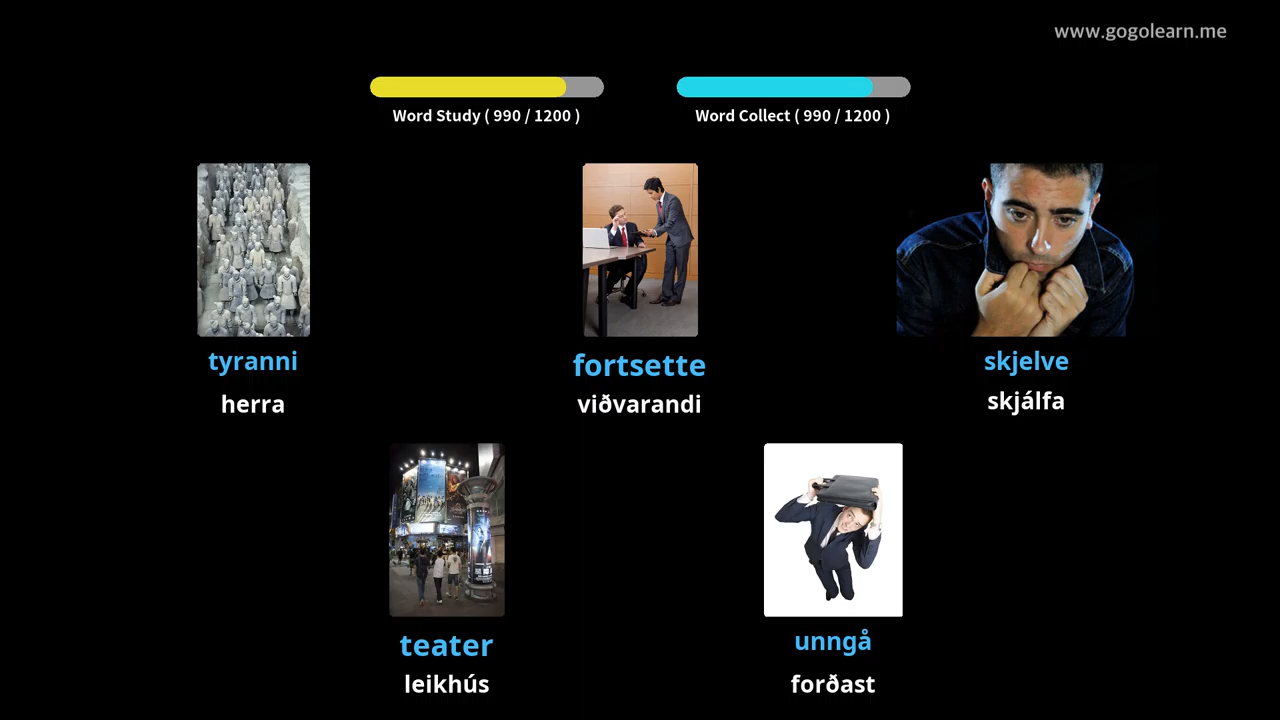 www.gogolearn.me
Word Study ( 990 / 1200 )
Word Collect ( 990 / 1200 )
tyranni
herra
fortsette
viðvarandi
skjelve
skjálfa
teater
leikhús
unngå
forðast